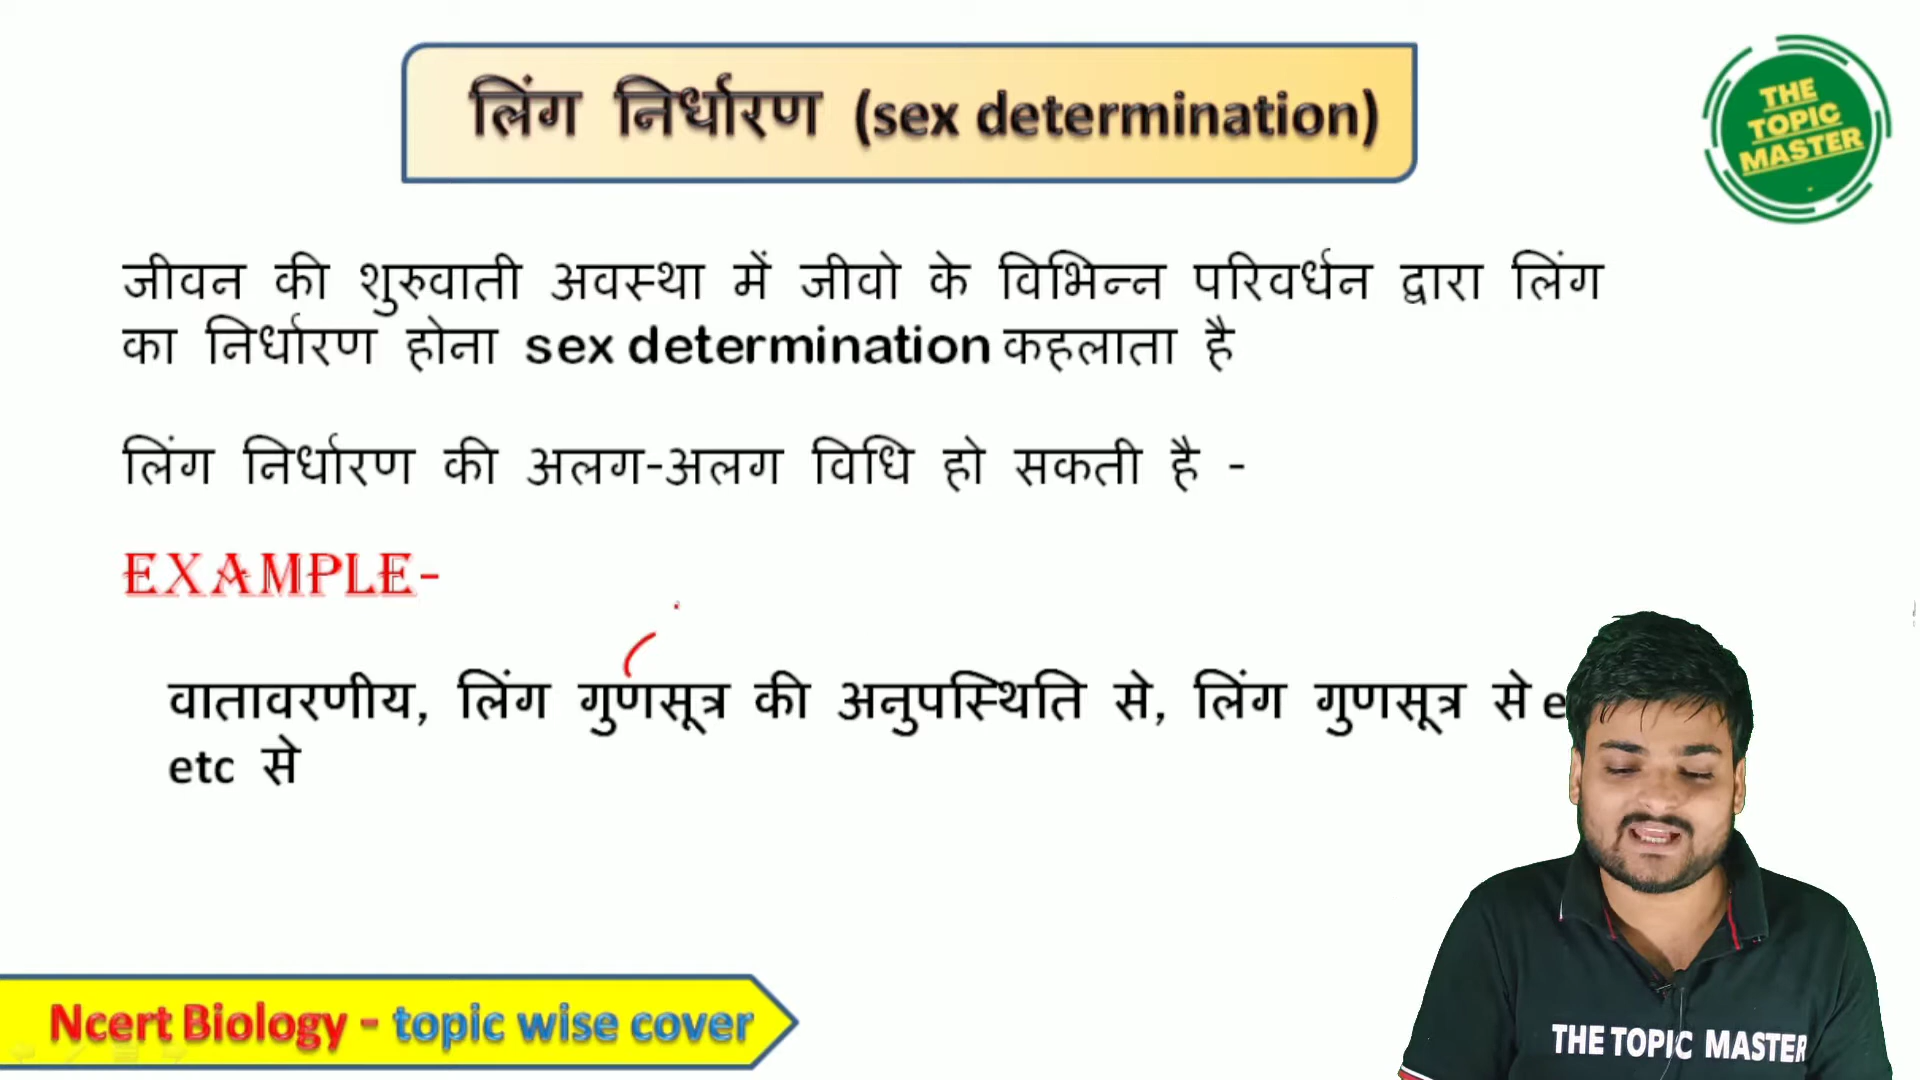 लिंग निर्धारण (sex determination)
THE
TOPIC
MASTER
जीवन की शुरुवाती अवस्था में जीवो के विभिन्न परिवर्धन द्वारा लिंग
का निर्धारण होना sex determination कहलाता है
लिंग निर्धारण की अलग-अलग विधि हो सकती है -
EXAMPLE-
वातावरणीय, लिंग गुणसूत्र की अनुपस्थिति से, लिंग गुणसूत्र से
etc से
Ncert Biology - topic wise cover
THE TOPIC MASTER